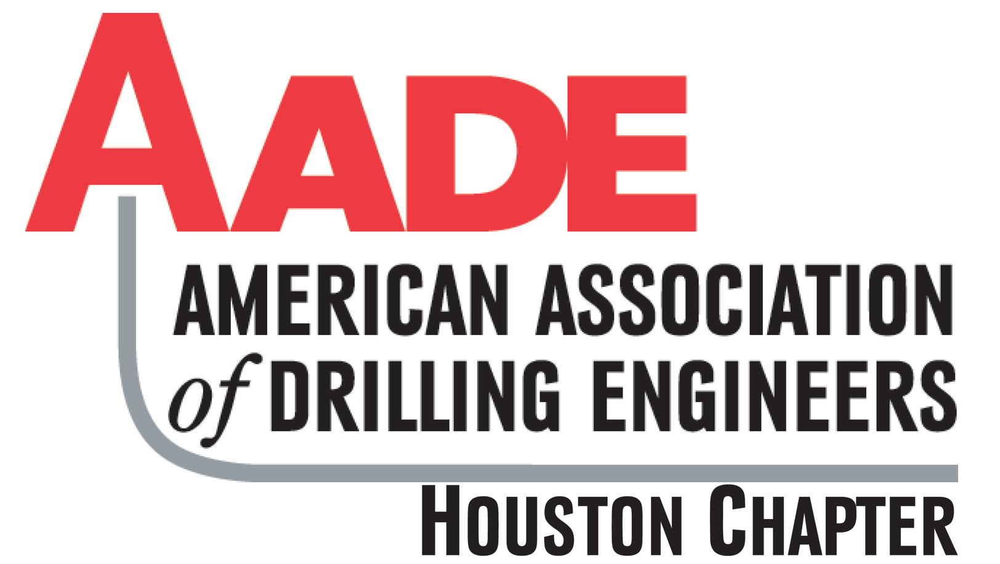 AADE
AMERICAN ASSOCIATION
of DRILLING ENGINEERS
HOUSTON CHAPTER